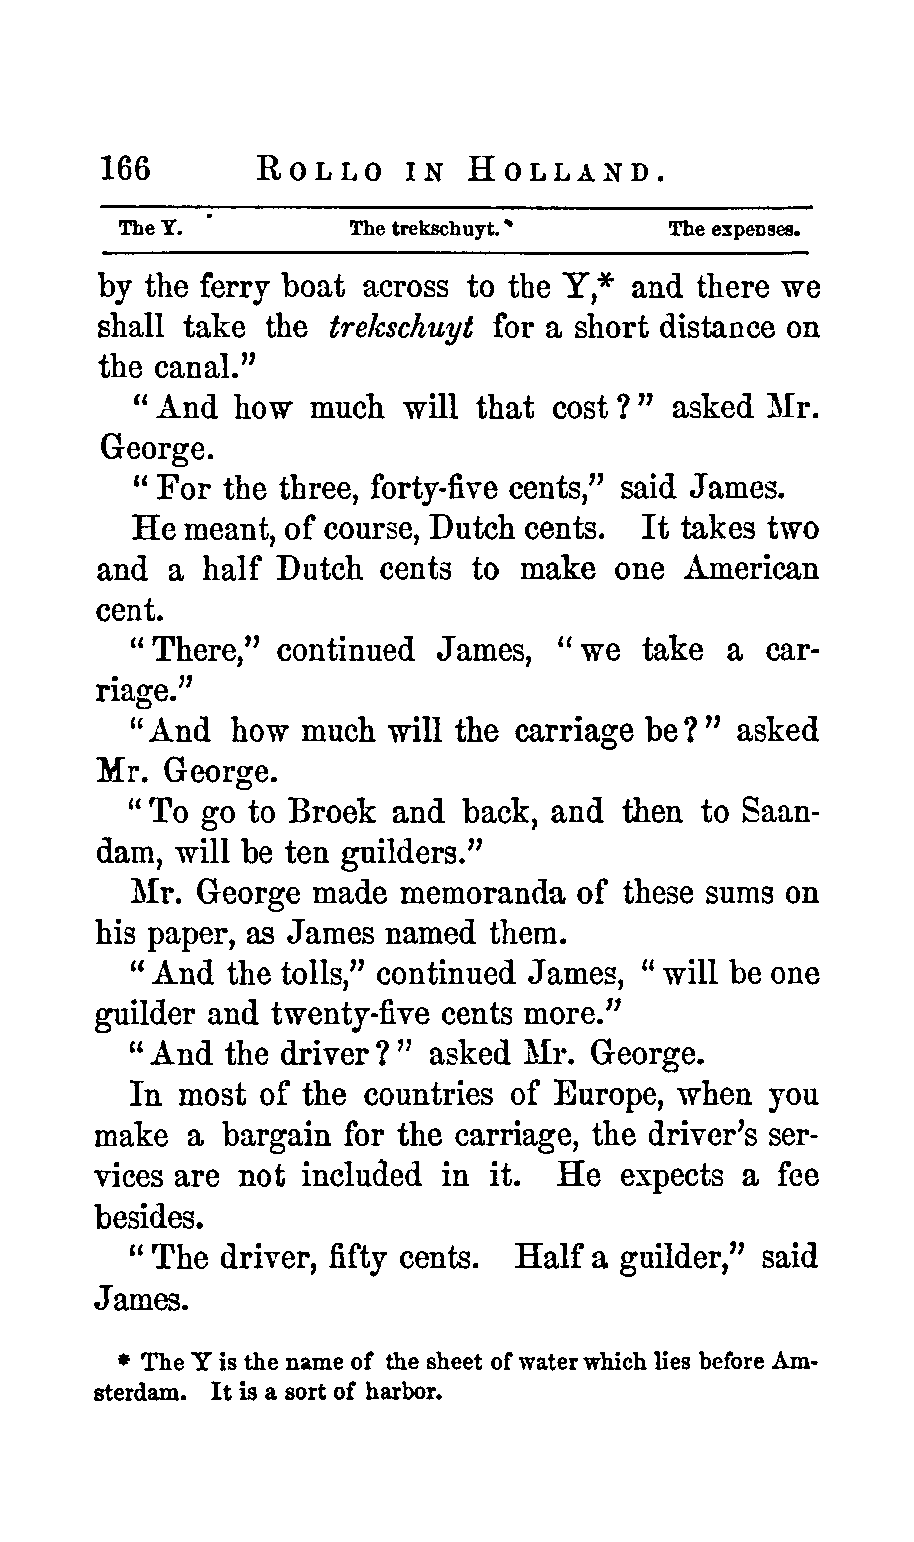 166 ROLLO IN HOLLAND.
The Y. The trekschuyt. The expenses.
by the ferry boat across to the Y,* and there we
shall take the trekschuyt for a short distance on
the canal."
"And how much will that cost?" asked Mr.
George.
"For the three, forty-five cents," said James.
He meant, of course, Dutch cents. It takes two
and a half Dutch cents to make one American
cent.
"There," continued James, "we take a car-
riage."
"And how much will the carriage be?" asked
Mr. George.
"To go to Broek and back, and then to Saan-
dam, will be ten guilders."
Mr. George made memoranda of these sums on
his paper, as James named them.
"And the tolls," continued James, "will be one
guilder and twenty-five cents more."
"And the driver?" asked Mr. George.
In most of the countries of Europe, when you
make a bargain for the carriage, the driver's ser-
vices are not included in it. He expects a fee
besides.
"The driver, fifty cents. Half a guilder," said
James.
* The Y is the name of the sheet of water which lies before Am-
sterdam. It is a sort of harbor.